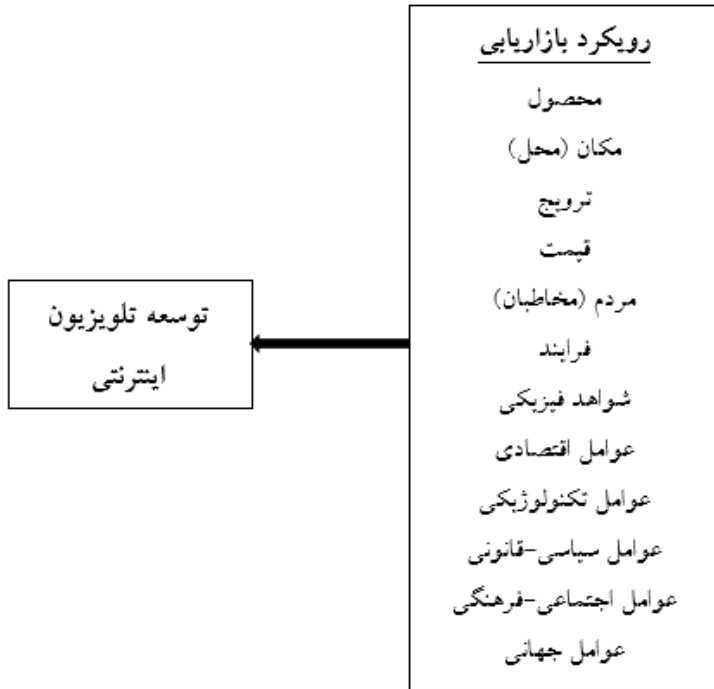 رویکرد بازاریابی
محصول
مکان (محل)
ترویج
قیمت
مردم (مخاطبان)
فرایند
شواهد فیزیکی
عوامل اقتصادی
عوامل تکنولوژیکی
عوامل سیاسی-قانونی
عوامل اجتماعی-فرهنگی
عوامل جهانی
توسعه تلویزیون
اینترنتی